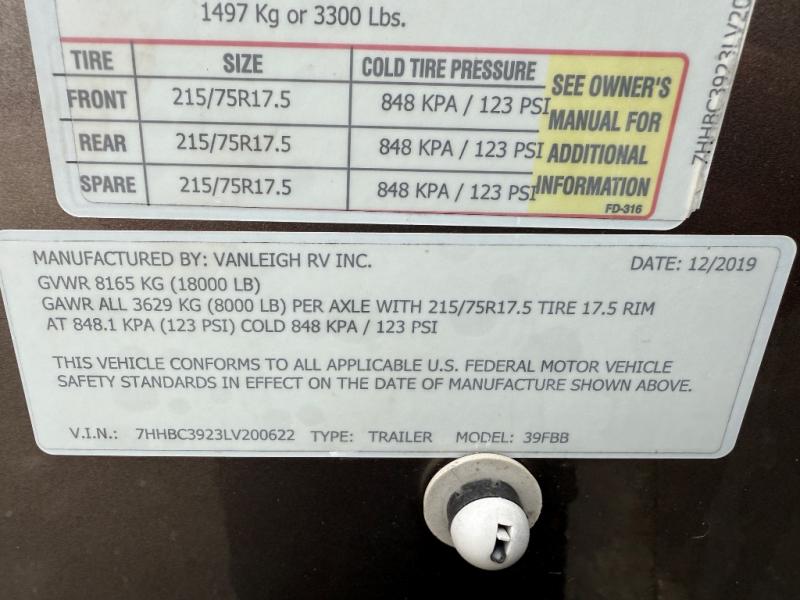 1497 Kg or 3300 Lbs.
TIRE SIZE COLD TIRE PRESSURE
FRONT 215/75R17.5 848 KPA / 123 PSI
REAR 215/75R17.5 848 KPA / 123 PSI
SPARE 215/75R17.5 848 KPA / 123 PSI
SEE OWNER'S
MANUAL FOR
ADDITIONAL
INFORMATION
FD-316
7HHBC3923LV20
MANUFACTURED BY: VANLEIGH RV INC. DATE: 12/2019
GVWR 8165 KG (18000 LB)
GAWR ALL 3629 KG (8000 LB) PER AXLE WITH 215/75R17.5 TIRE 17.5 RIM
AT 848.1 KPA (123 PSI) COLD 848 KPA / 123 PSI
THIS VEHICLE CONFORMS TO ALL APPLICABLE U.S. FEDERAL MOTOR VEHICLE
SAFETY STANDARDS IN EFFECT ON THE DATE OF MANUFACTURE SHOWN ABOVE.
V.I.N.: 7HHBC3923LV200622 TYPE: TRAILER MODEL: 39FBB